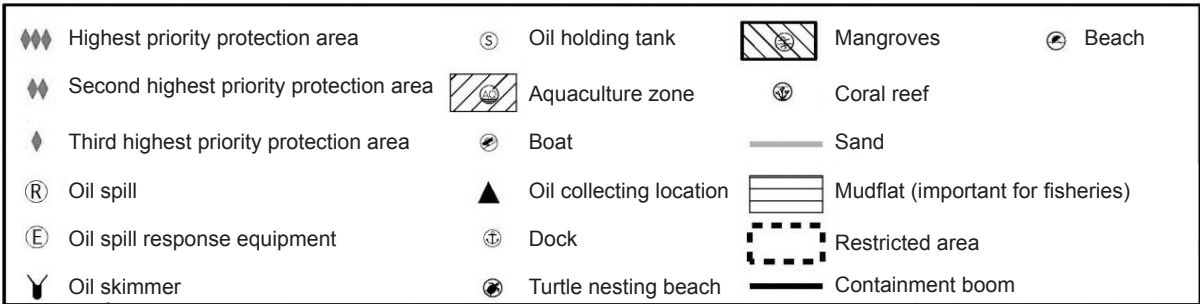 Highest priority protection area
Second highest priority protection area
Third highest priority protection area
R Oil spill
E Oil spill response equipment
Oil skimmer
S Oil holding tank
AQ Aquaculture zone
Boat
Oil collecting location
Dock
Turtle nesting beach
Mangroves
Coral reef
Sand
Mudflat (important for fisheries)
Restricted area
Containment boom
Beach